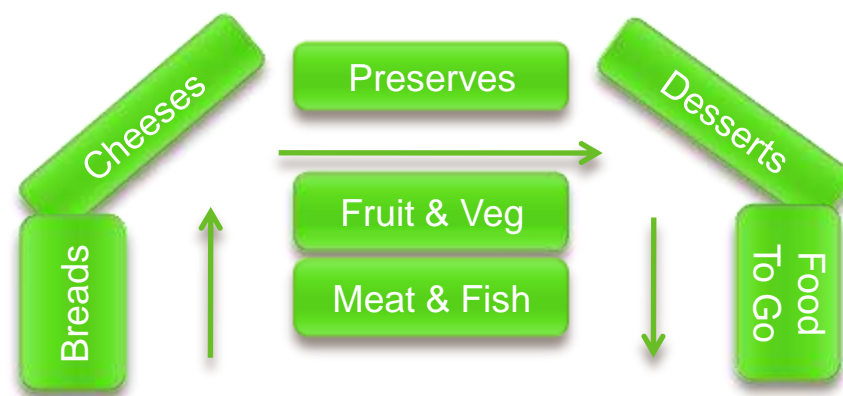 Cheeses
Preserves
Desserts
Breads
Fruit & Veg
Meat & Fish
Food
To Go